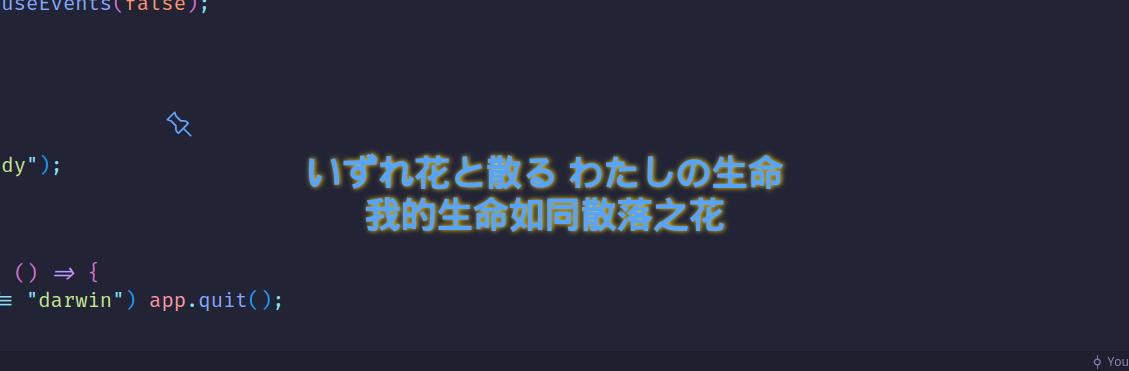 useEvents(false);
dy");
いずれ花と散る わたしの生命
我的生命如同散落之花
() => {
≡ "darwin") app.quit();
You